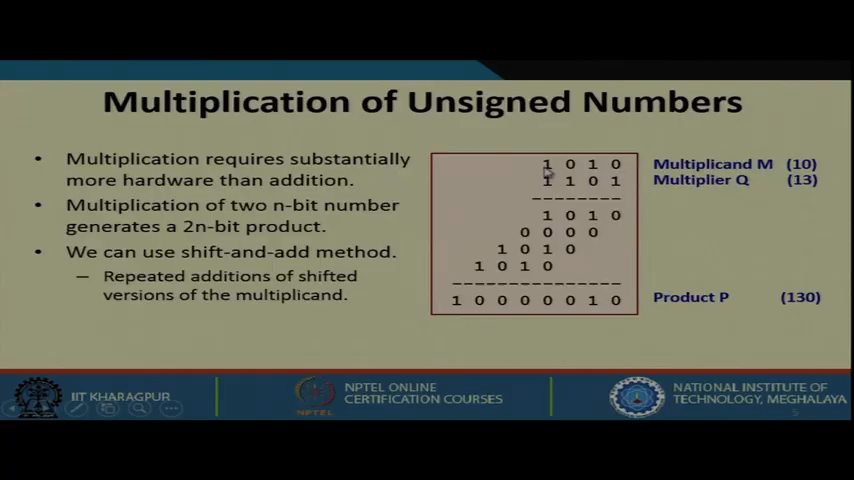 Multiplication of Unsigned Numbers
• Multiplication requires substantially
more hardware than addition.
• Multiplication of two n-bit number
generates a 2n-bit product.
• We can use shift-and-add method.
– Repeated additions of shifted
versions of the multiplicand.
1 0 1 0 Multiplicand M (10)
1 1 0 1 Multiplier Q (13)
--------
1 0 1 0
0 0 0 0
1 0 1 0
1 0 1 0
---------------
1 0 0 0 0 0 1 0 Product P (130)
IIT KHARAGPUR
NPTEL
NPTEL ONLINE
CERTIFICATION COURSES
NATIONAL INSTITUTE OF
TECHNOLOGY, MEGHALAYA
5